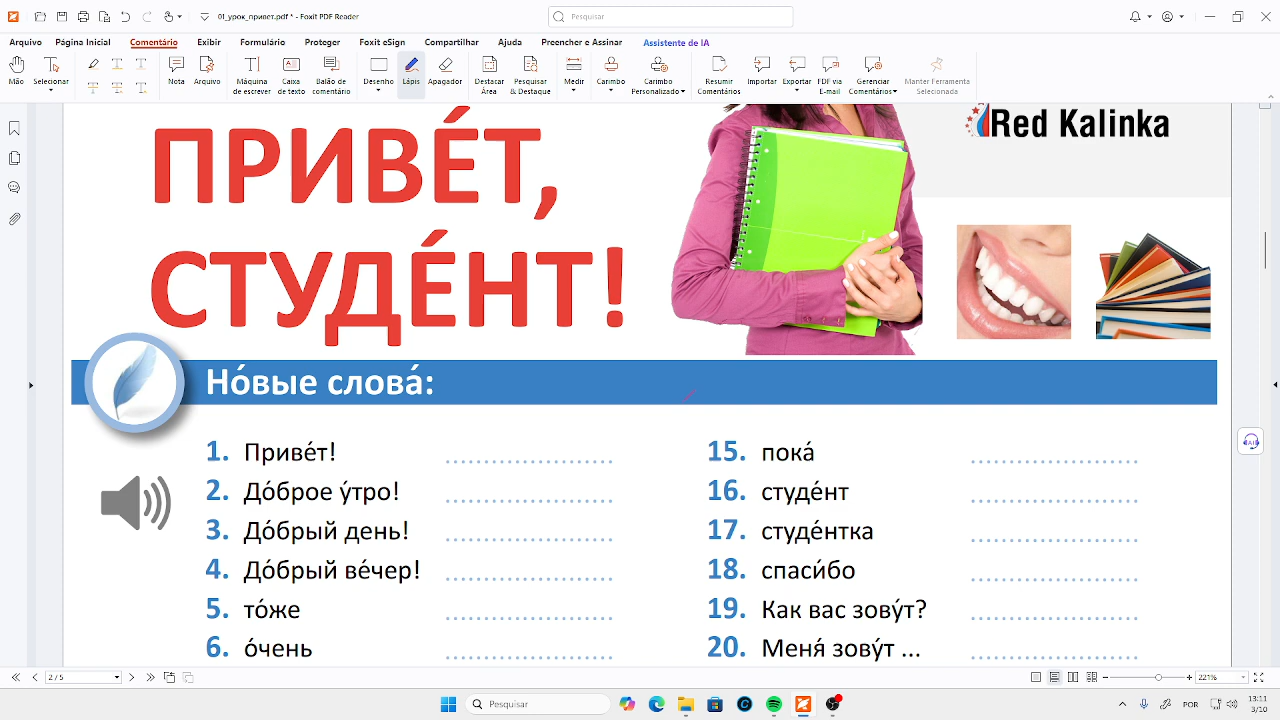 01_урок_привет.pdf * - Foxit PDF Reader
Pesquisar
Arquivo Página Inicial Comentário Exibir Formulário Proteger Foxit eSign Compartilhar Ajuda Preencher e Assinar Assistente de IA
Mão
Selecionar
Nota
Arquivo
Máquina de escrever
Caixa de texto
Balão de comentário
Desenho
Lápis
Apagador
Destacar Área
Pesquisar & Destaque
Medir
Carimbo
Carimbo Personalizado
Resumir Comentários
Importar
Exportar
PDF via E-mail
Gerenciar Comentários
Manter Ferramenta Selecionada
ПРИВЕ́Т,
СТУДЕ́НТ!
Red Kalinka
Но́вые слова́:
1. Приве́т! ........................
2. До́брое у́тро! ........................
3. До́брый день! ........................
4. До́брый ве́чер! ........................
5. то́же ........................
6. о́чень ........................
15. пока́ ........................
16. студе́нт ........................
17. студе́нтка ........................
18. спаси́бо ........................
19. Как вас зову́т? ........................
20. Меня́ зову́т ... ........................
2 / 5
221%
Pesquisar
13:11
3/10